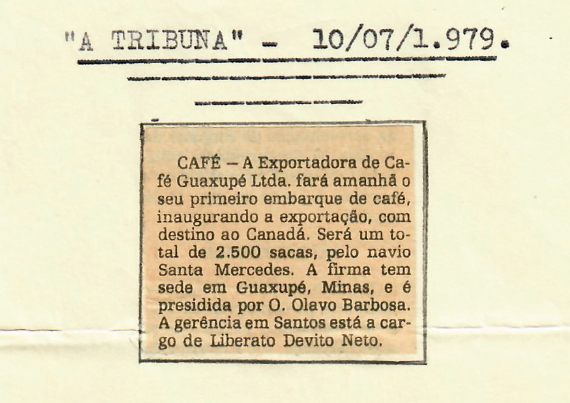 "A TRIBUNA" - 10/07/1.979.
CAFÉ — A Exportadora de Ca-
fé Guaxupé Ltda. fará amanhã o
seu primeiro embarque de café,
inaugurando a exportação, com
destino ao Canadá. Será um to-
tal de 2.500 sacas, pelo navio
Santa Mercedes. A firma tem
sede em Guaxupé, Minas, e é
presidida por O. Olavo Barbosa.
A gerência em Santos está a car-
go de Liberato Devito Neto.